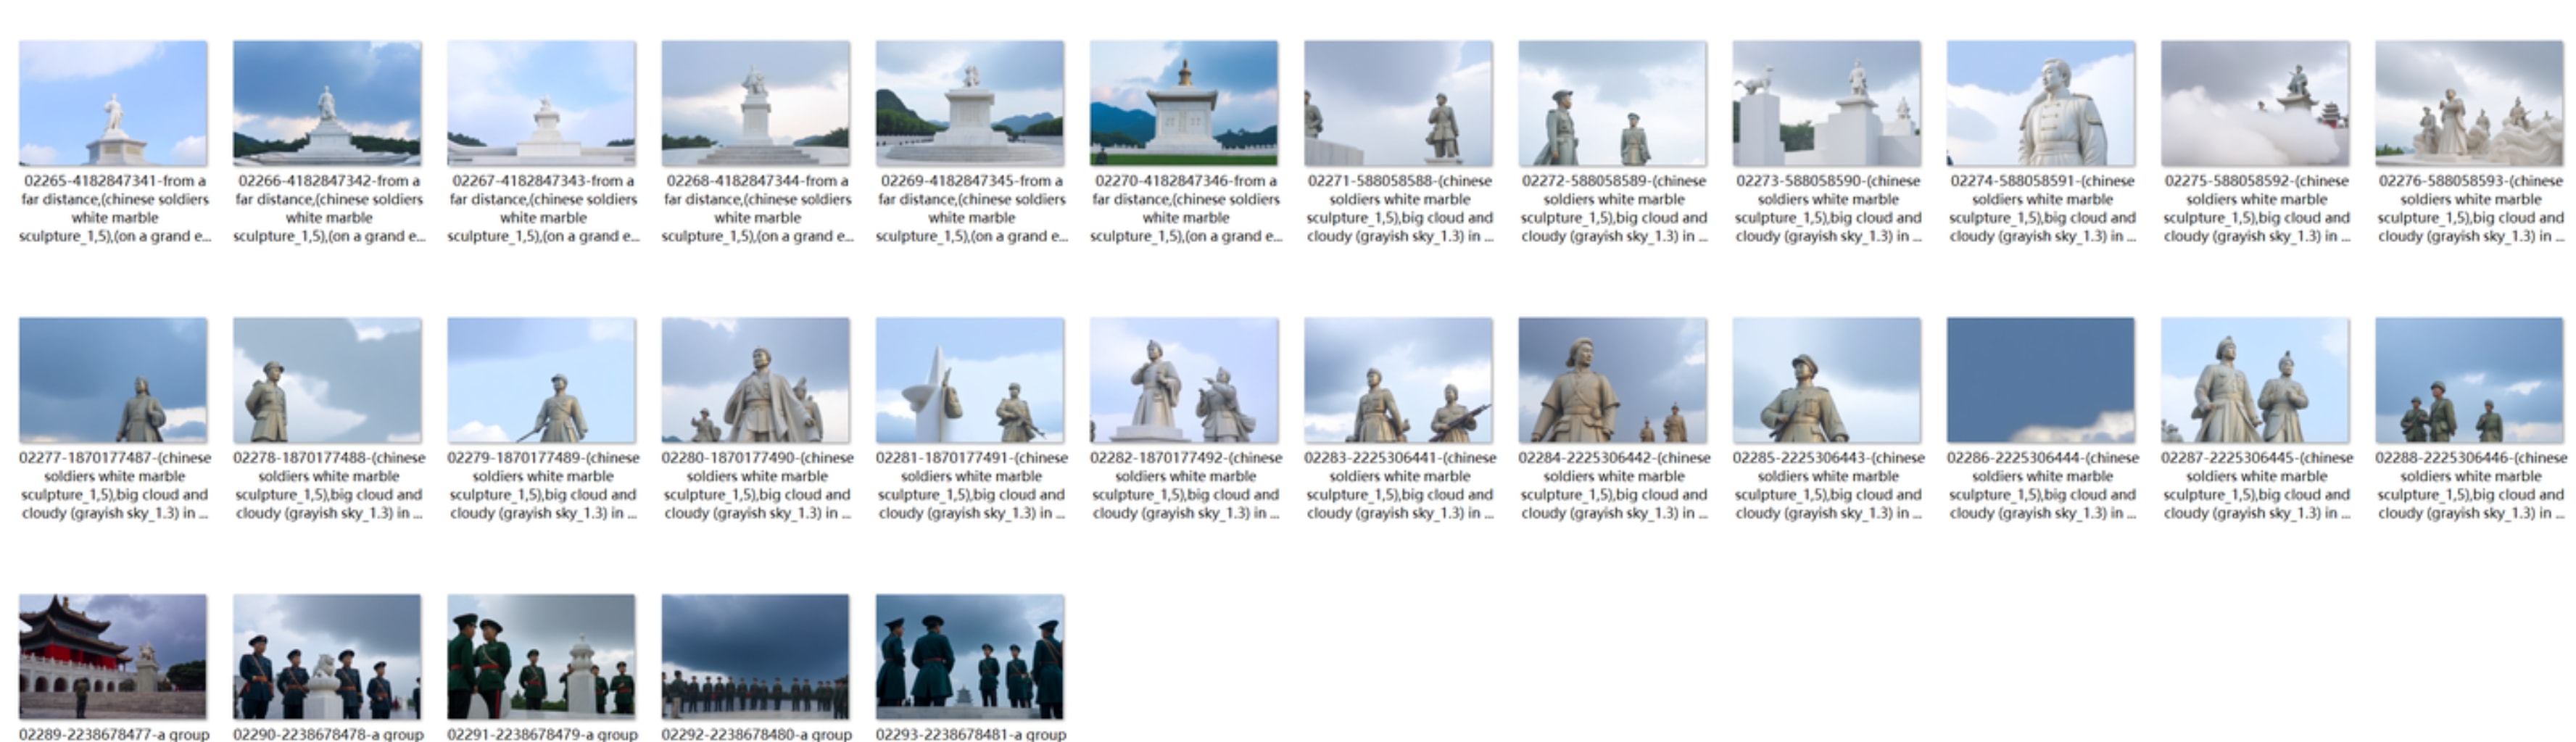 02265-4182847341-from a
far distance,(chinese soldiers
white marble
sculpture_1,5),(on a grand e...
02266-4182847342-from a
far distance,(chinese soldiers
white marble
sculpture_1,5),(on a grand e...
02267-4182847343-from a
far distance,(chinese soldiers
white marble
sculpture_1,5),(on a grand e...
02268-4182847344-from a
far distance,(chinese soldiers
white marble
sculpture_1,5),(on a grand e...
02269-4182847345-from a
far distance,(chinese soldiers
white marble
sculpture_1,5),(on a grand e...
02270-4182847346-from a
far distance,(chinese soldiers
white marble
sculpture_1,5),(on a grand e...
02271-588058588-(chinese
soldiers white marble
sculpture_1,5),big cloud and
cloudy (grayish sky_1.3) in ...
02272-588058589-(chinese
soldiers white marble
sculpture_1,5),big cloud and
cloudy (grayish sky_1.3) in ...
02273-588058590-(chinese
soldiers white marble
sculpture_1,5),big cloud and
cloudy (grayish sky_1.3) in ...
02274-588058591-(chinese
soldiers white marble
sculpture_1,5),big cloud and
cloudy (grayish sky_1.3) in ...
02275-588058592-(chinese
soldiers white marble
sculpture_1,5),big cloud and
cloudy (grayish sky_1.3) in ...
02276-588058593-(chinese
soldiers white marble
sculpture_1,5),big cloud and
cloudy (grayish sky_1.3) in ...
02277-1870177487-(chinese
soldiers white marble
sculpture_1,5),big cloud and
cloudy (grayish sky_1.3) in ...
02278-1870177488-(chinese
soldiers white marble
sculpture_1,5),big cloud and
cloudy (grayish sky_1.3) in ...
02279-1870177489-(chinese
soldiers white marble
sculpture_1,5),big cloud and
cloudy (grayish sky_1.3) in ...
02280-1870177490-(chinese
soldiers white marble
sculpture_1,5),big cloud and
cloudy (grayish sky_1.3) in ...
02281-1870177491-(chinese
soldiers white marble
sculpture_1,5),big cloud and
cloudy (grayish sky_1.3) in ...
02282-1870177492-(chinese
soldiers white marble
sculpture_1,5),big cloud and
cloudy (grayish sky_1.3) in ...
02283-2225306441-(chinese
soldiers white marble
sculpture_1,5),big cloud and
cloudy (grayish sky_1.3) in ...
02284-2225306442-(chinese
soldiers white marble
sculpture_1,5),big cloud and
cloudy (grayish sky_1.3) in ...
02285-2225306443-(chinese
soldiers white marble
sculpture_1,5),big cloud and
cloudy (grayish sky_1.3) in ...
02286-2225306444-(chinese
soldiers white marble
sculpture_1,5),big cloud and
cloudy (grayish sky_1.3) in ...
02287-2225306445-(chinese
soldiers white marble
sculpture_1,5),big cloud and
cloudy (grayish sky_1.3) in ...
02288-2225306446-(chinese
soldiers white marble
sculpture_1,5),big cloud and
cloudy (grayish sky_1.3) in ...
02289-2238678477-a group
02290-2238678478-a group
02291-2238678479-a group
02292-2238678480-a group
02293-2238678481-a group